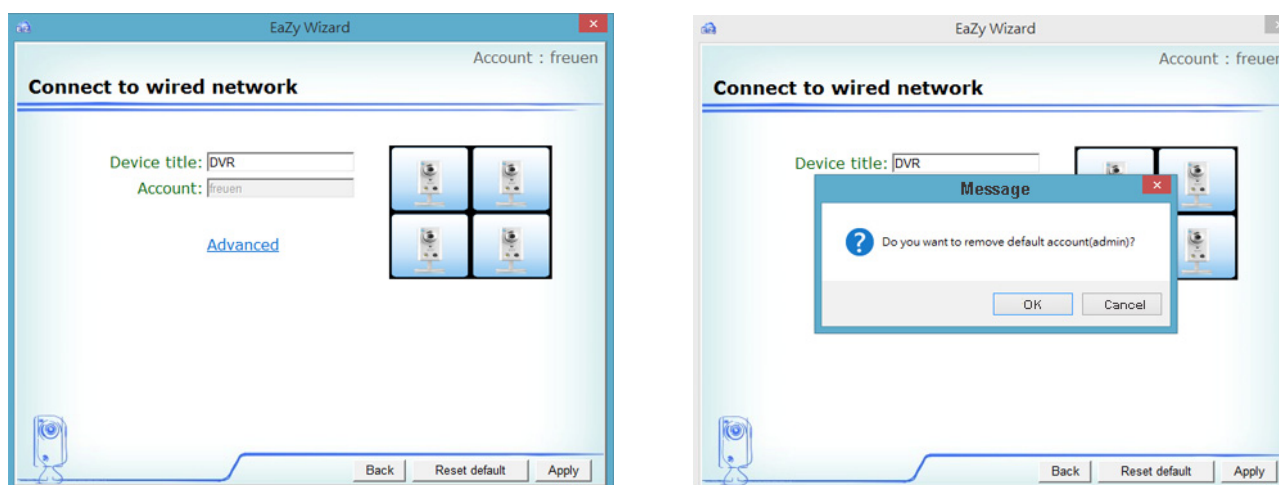 EaZy Wizard
Account : freuen
Connect to wired network
Device title: DVR
Account: freuen
Advanced
Back Reset default Apply
EaZy Wizard
Account : freuen
Connect to wired network
Device title: DVR
Message
Do you want to remove default account(admin)?
OK Cancel
Back Reset default Apply